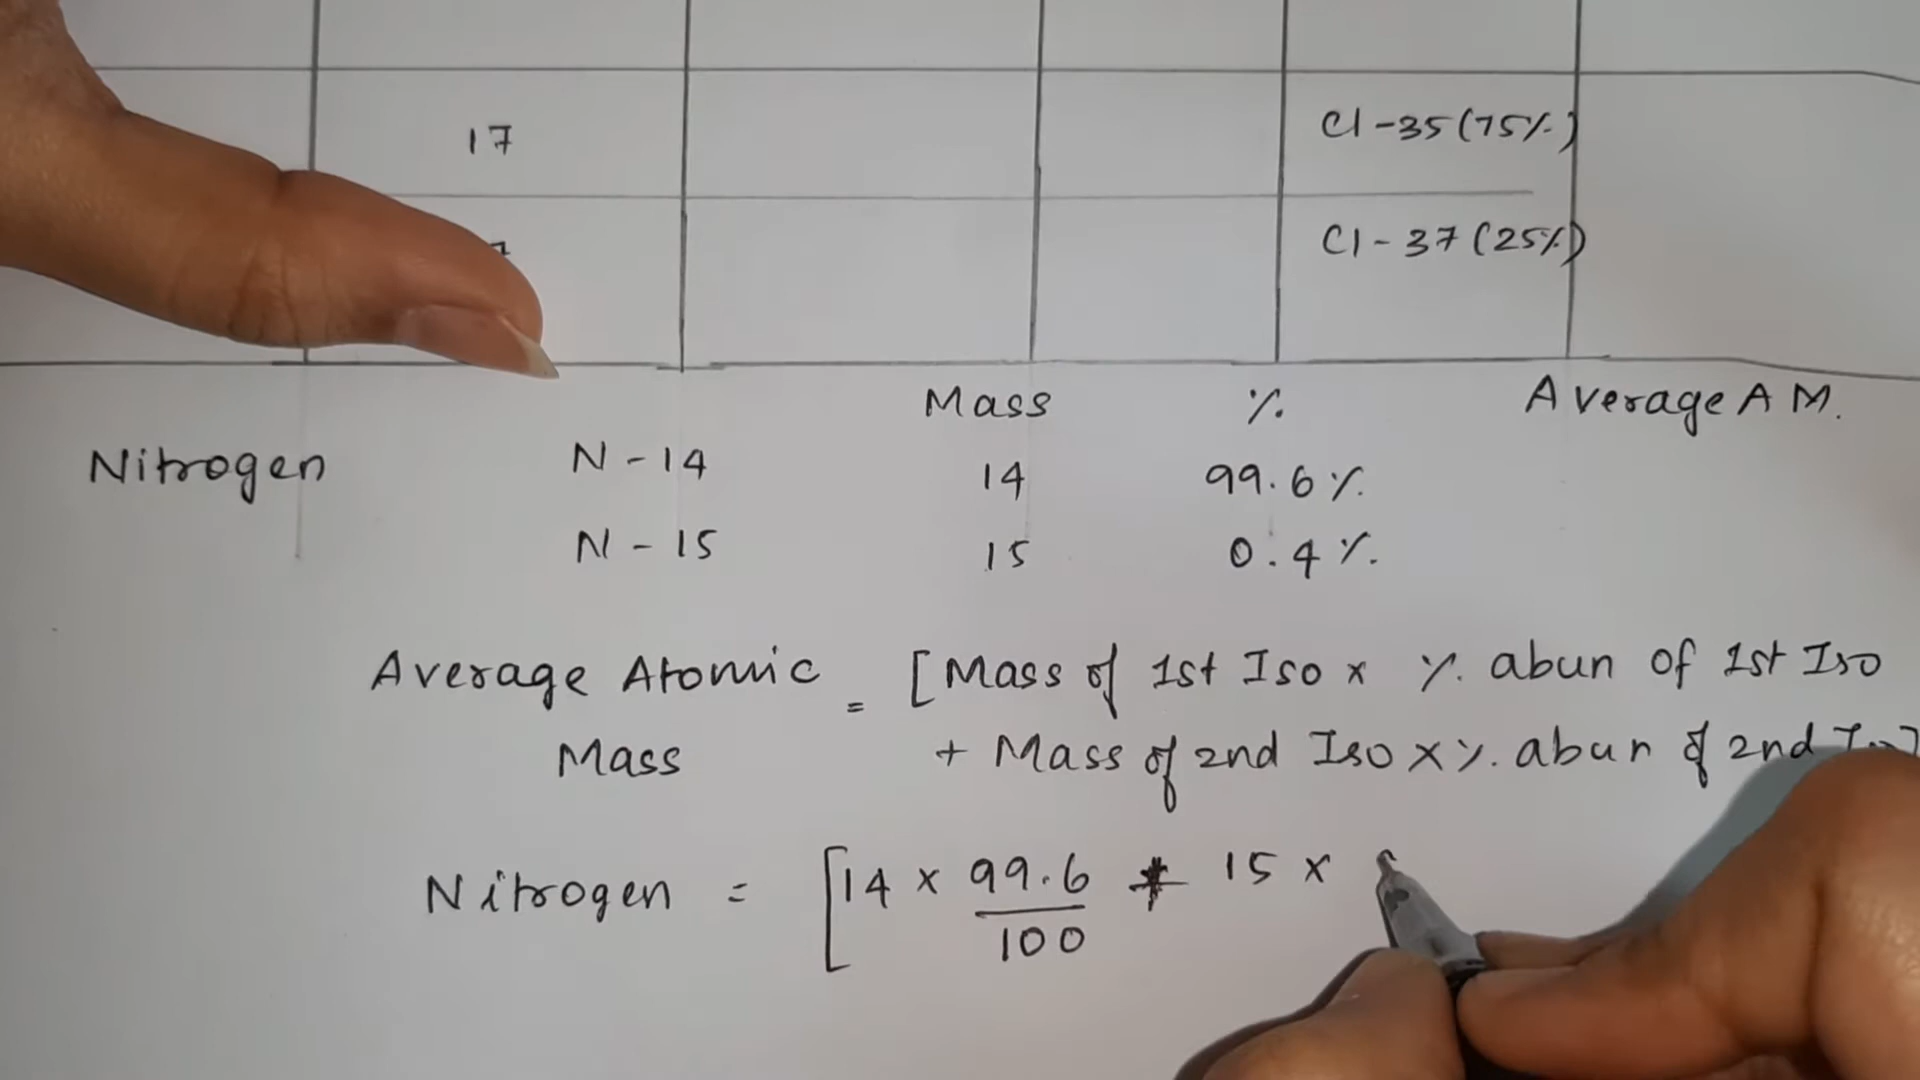 17
Cl - 35 (75%)
Cl - 37 (25%)
Mass % Average A M.
Nitrogen N - 14 14 99.6 %
N - 15 15 0.4 %
Average Atomic = [Mass of 1st Iso x % abun of 1st Iso
Mass + Mass of 2nd Iso x % abun of 2nd
Nitrogen = [14 x 99.6/100 + 15 x